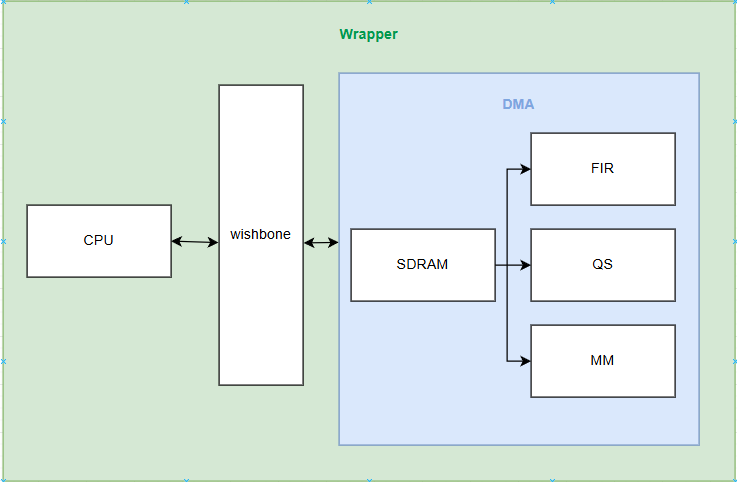 Wrapper
DMA
FIR
CPU
wishbone
SDRAM
QS
MM